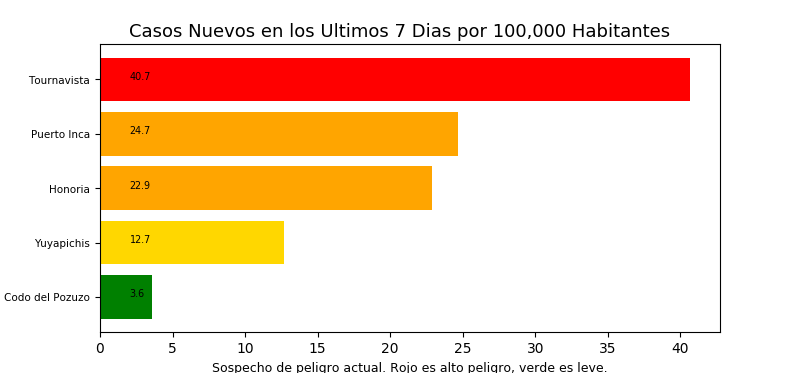 Casos Nuevos en los Ultimos 7 Dias por 100,000 Habitantes
Tournavista 40.7
Puerto Inca 24.7
Honoria 22.9
Yuyapichis 12.7
Codo del Pozuzo 3.6
0 5 10 15 20 25 30 35 40
Sospecho de peligro actual. Rojo es alto peligro, verde es leve.